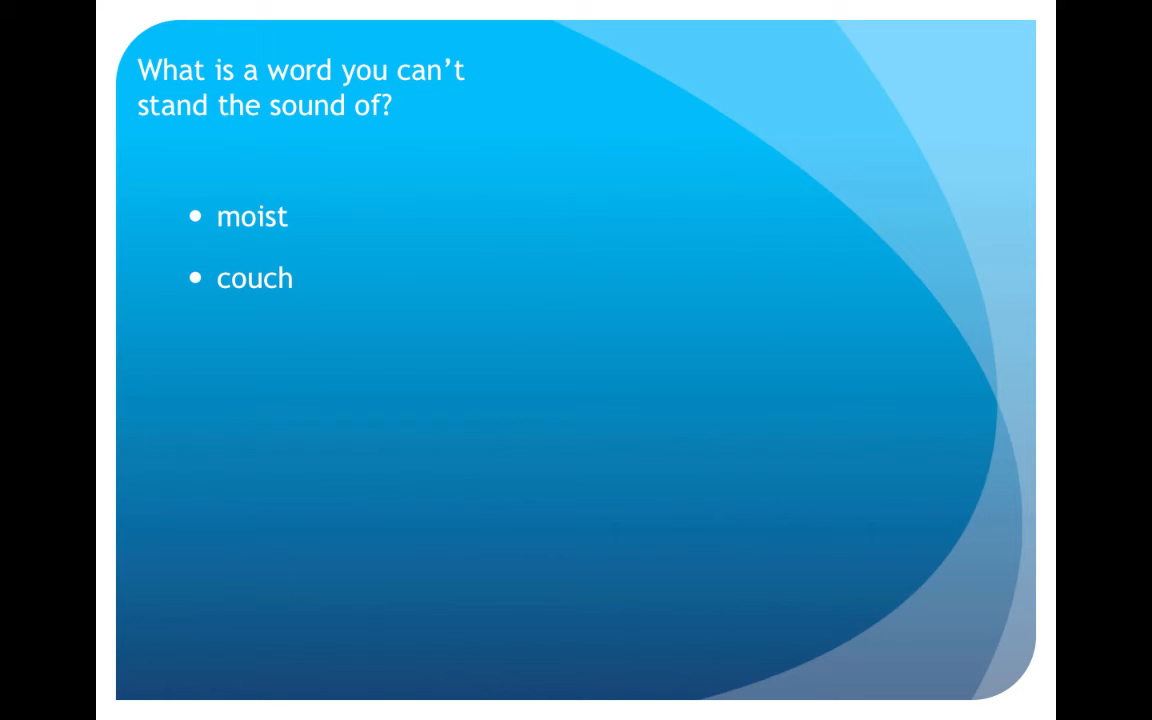 What is a word you can’t
stand the sound of?
• moist
• couch